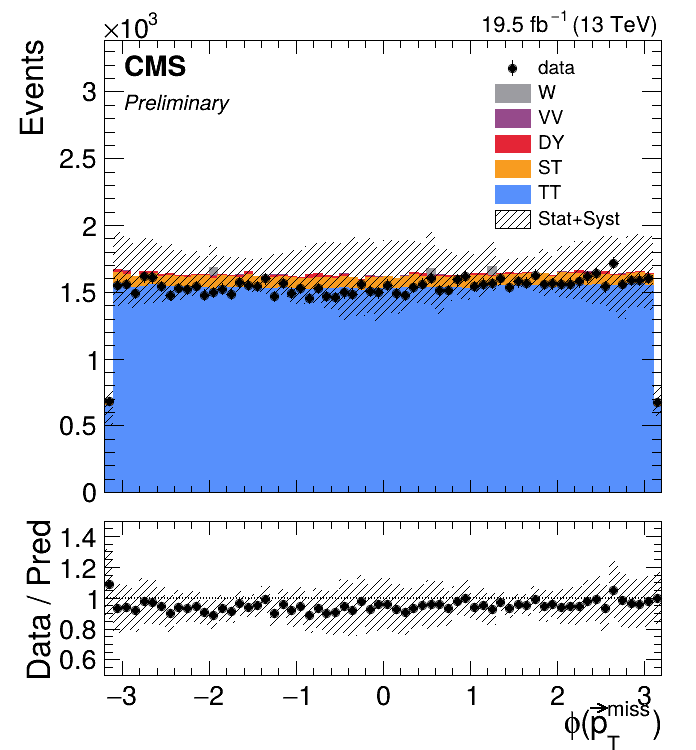 ×10³
19.5 fb⁻¹ (13 TeV)
Events
CMS
Preliminary
data
W
VV
DY
ST
TT
Stat+Syst
3
2.5
2
1.5
1
0.5
0
Data / Pred
1.4
1.2
1
0.8
0.6
−3 −2 −1 0 1 2 3
ϕ(p⃗_T^miss)